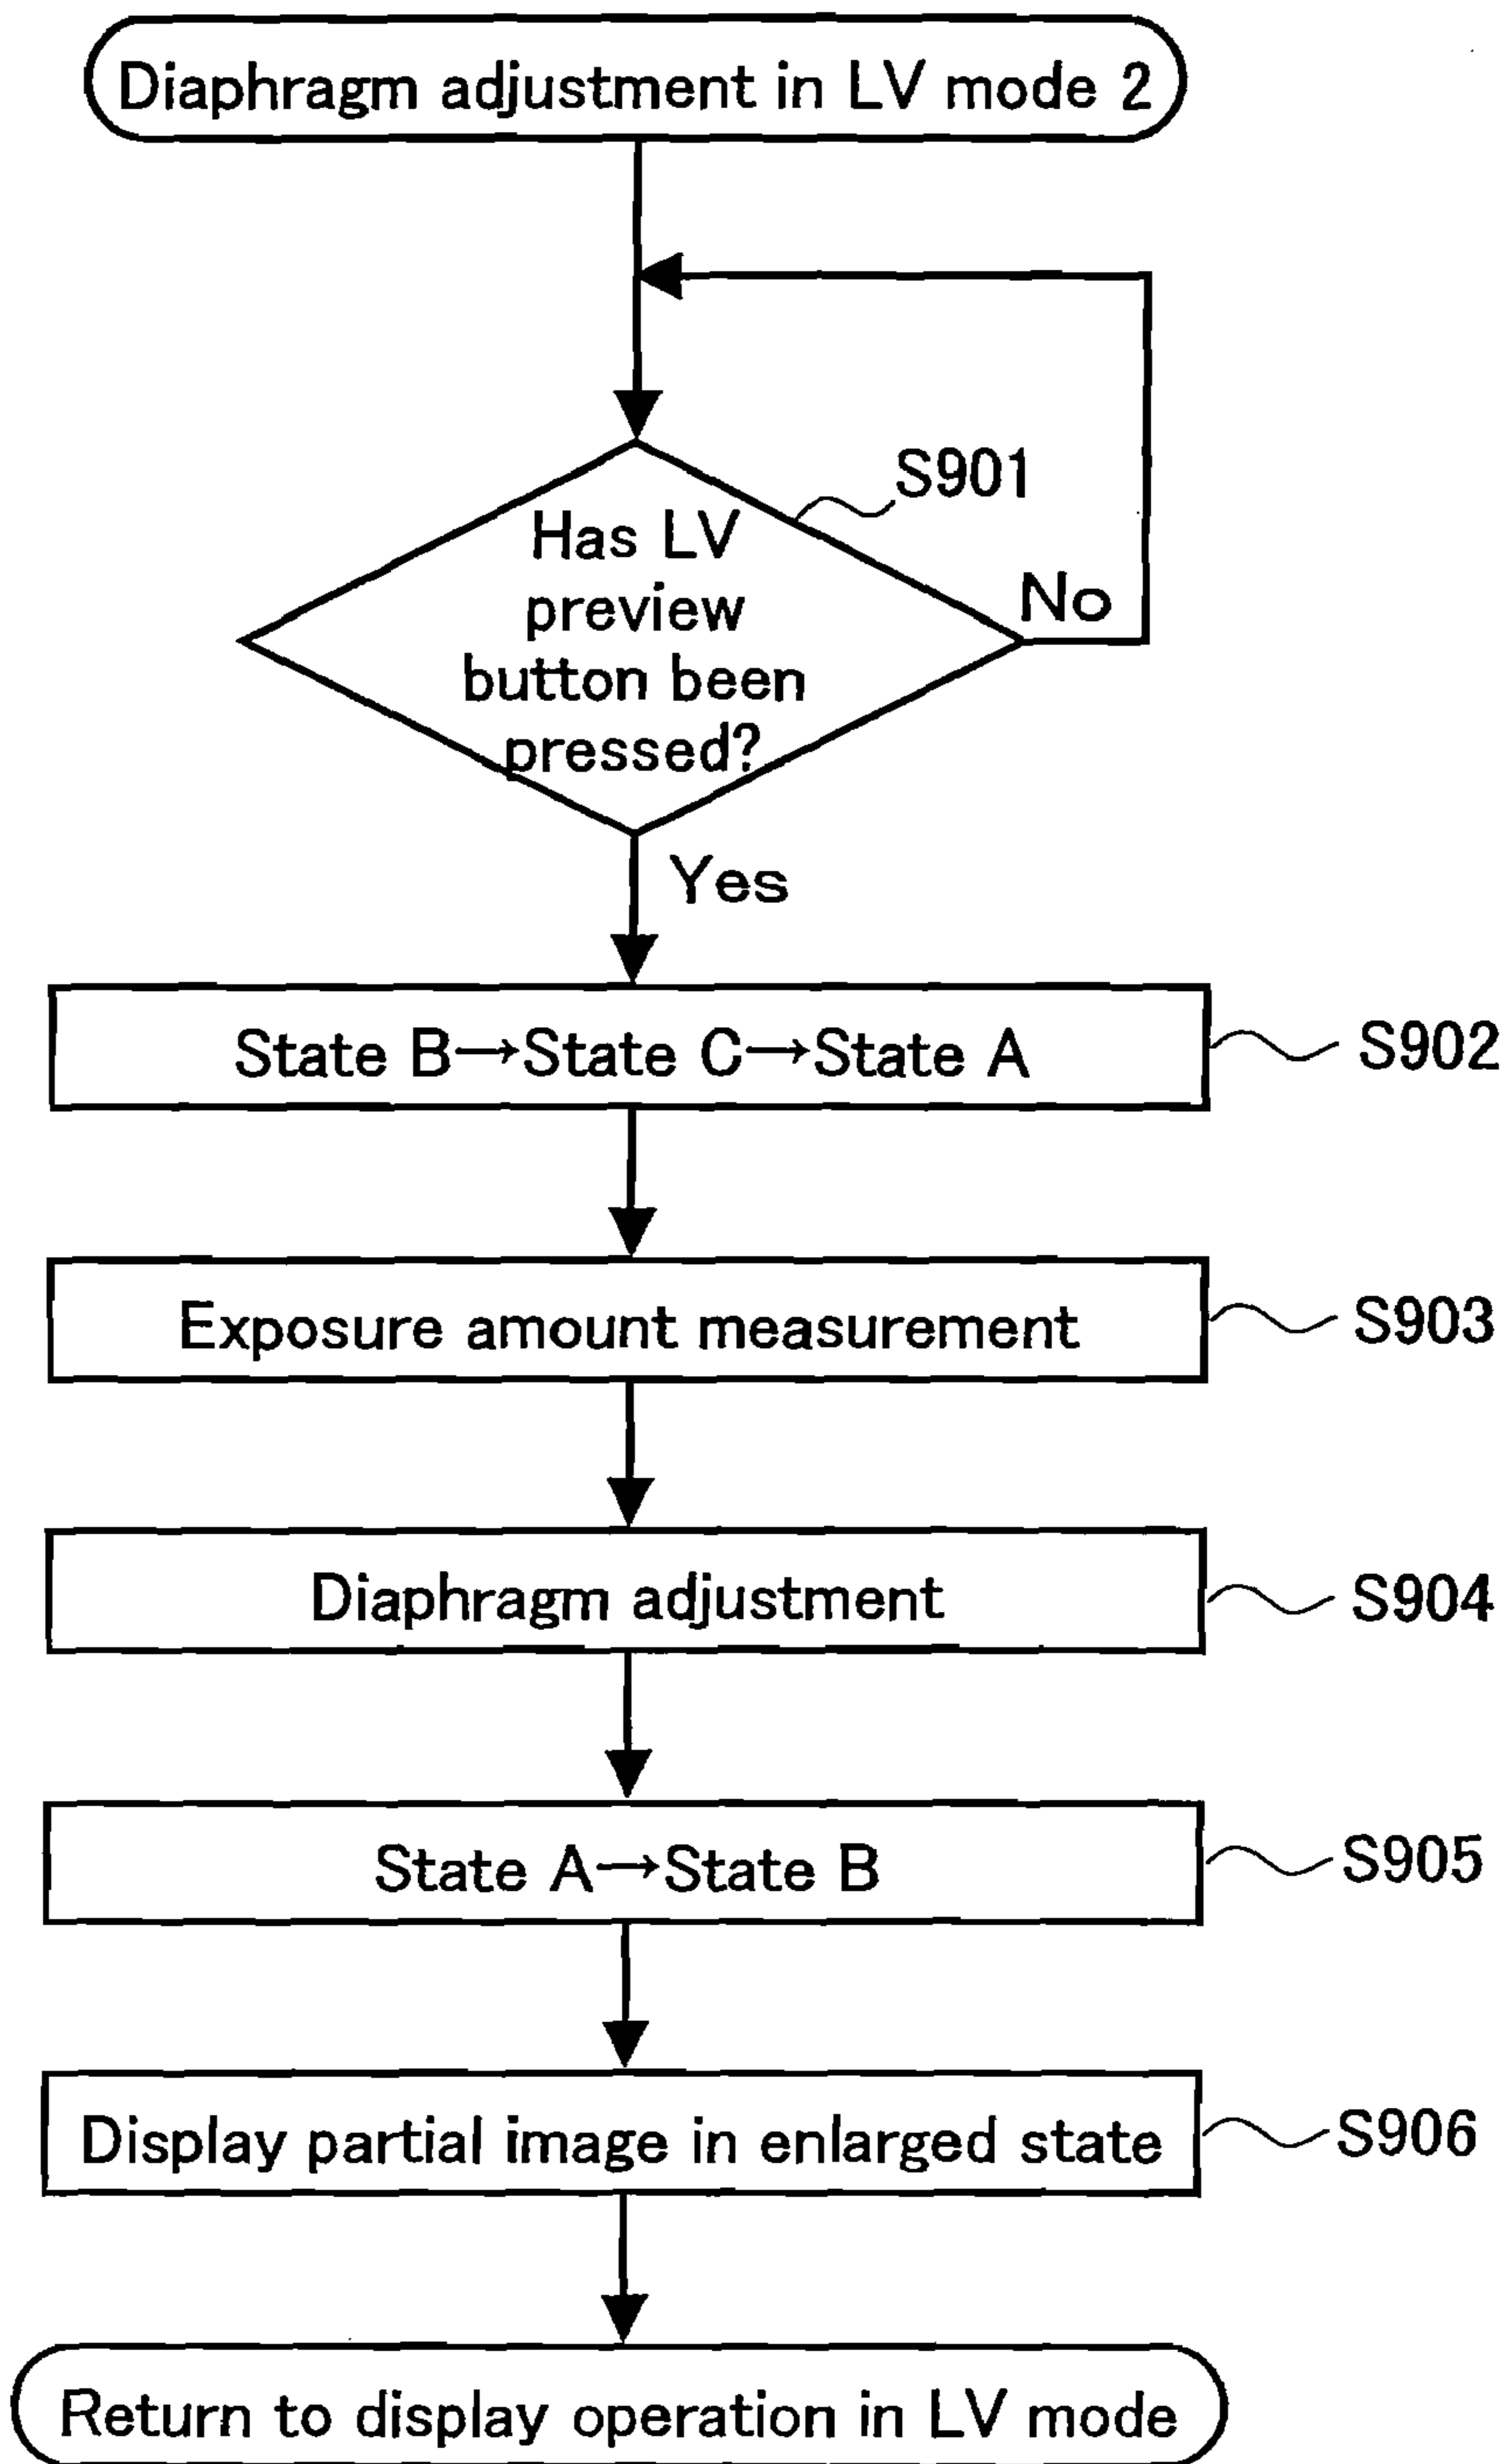 Diaphragm adjustment in LV mode 2
S901
Has LV
preview
button been
pressed?
No
Yes
State B→State C→State A
S902
Exposure amount measurement
S903
Diaphragm adjustment
S904
State A→State B
S905
Display partial image in enlarged state
S906
Return to display operation in LV mode